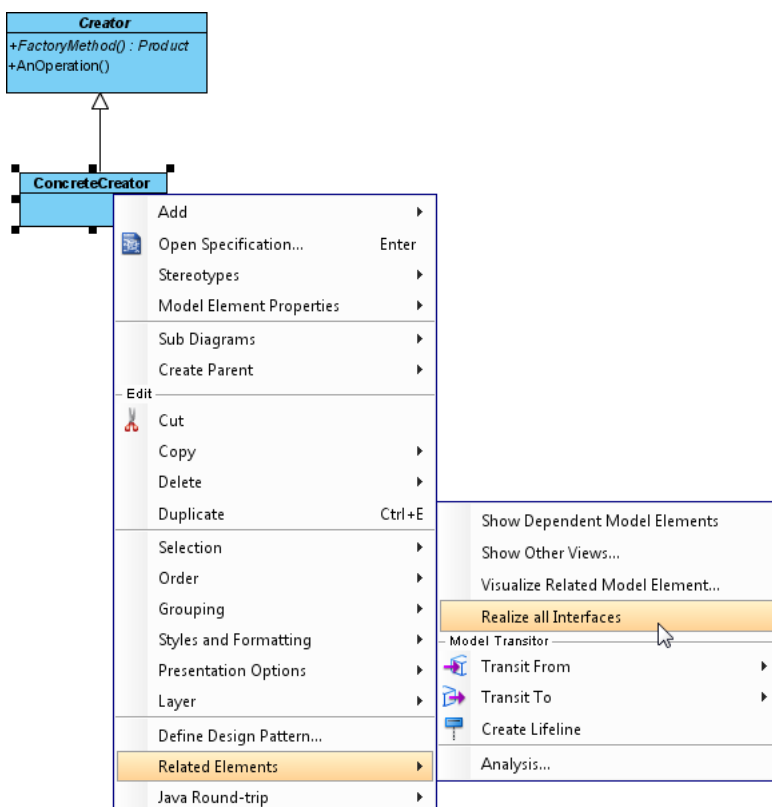 Creator
+FactoryMethod() : Product
+AnOperation()
ConcreteCreator
Add
Open Specification... Enter
Stereotypes
Model Element Properties
Sub Diagrams
Create Parent
Edit
Cut
Copy
Delete
Duplicate Ctrl+E
Selection
Order
Grouping
Styles and Formatting
Presentation Options
Layer
Define Design Pattern...
Related Elements
Java Round-trip
Show Dependent Model Elements
Show Other Views...
Visualize Related Model Element...
Realize all Interfaces
Model Transitor
Transit From
Transit To
Create Lifeline
Analysis...